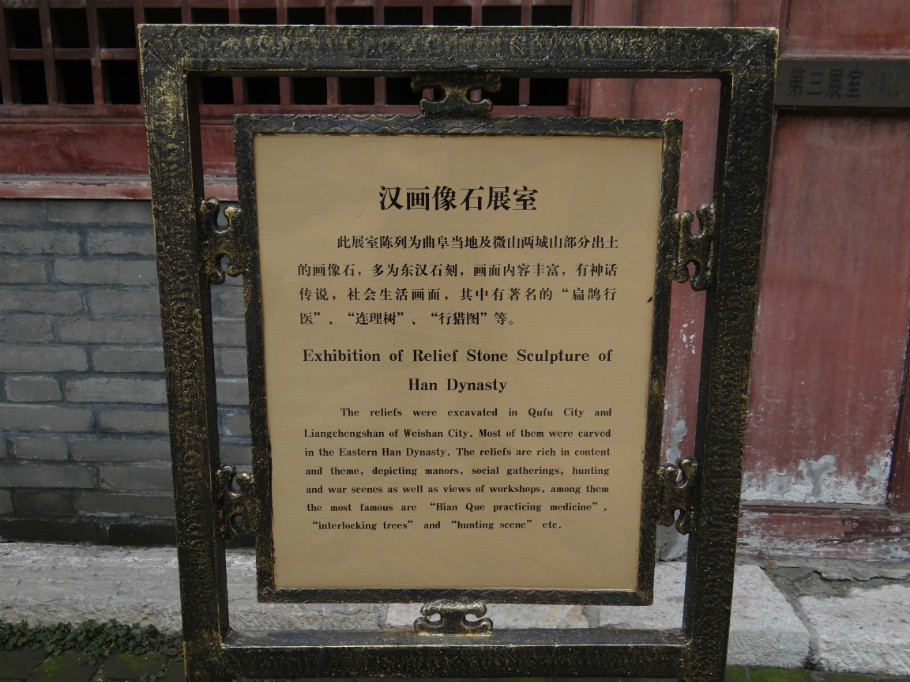 第三展室
汉画像石展室
此展室陈列为曲阜当地及微山两城山部分出土
的画像石，多为东汉石刻，画面内容丰富，有神话
传说，社会生活画面，其中有著名的“扁鹊行
医”、“连理树”、“行猎图”等。
Exhibition of Relief Stone Sculpture of
Han Dynasty
The reliefs were excavated in Qufu City and
Liangchengshan of Weishan City. Most of them were carved
in the Eastern Han Dynasty. The reliefs are rich in content
and theme, depicting manors, social gatherings, hunting
and war scenes as well as views of workshops, among them
the most famous are “Bian Que practicing medicine”,
“interlocking trees” and “hunting scene” etc.